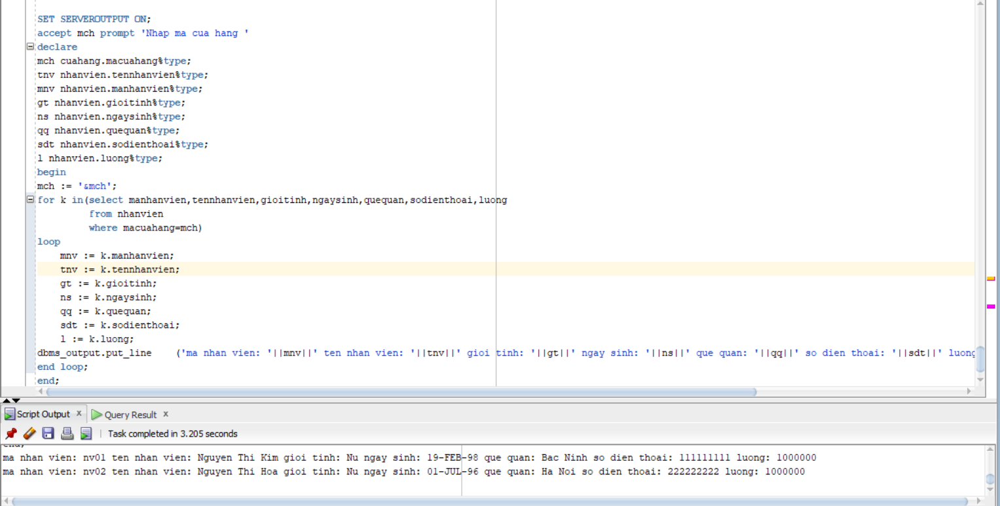 SET SERVEROUTPUT ON;
accept mch prompt 'Nhap ma cua hang '
declare
mch cuahang.macuahang%type;
tnv nhanvien.tennhanvien%type;
mnv nhanvien.manhanvien%type;
gt nhanvien.gioitinh%type;
ns nhanvien.ngaysinh%type;
qq nhanvien.quequan%type;
sdt nhanvien.sodienthoai%type;
l nhanvien.luong%type;
begin
mch := '&mch';
for k in(select manhanvien,tennhanvien,gioitinh,ngaysinh,quequan,sodienthoai,luong
from nhanvien
where macuahang=mch)
loop
mnv := k.manhanvien;
tnv := k.tennhanvien;
gt := k.gioitinh;
ns := k.ngaysinh;
qq := k.quequan;
sdt := k.sodienthoai;
l := k.luong;
dbms_output.put_line    ('ma nhan vien: '||mnv||' ten nhan vien: '||tnv||' gioi tinh: '||gt||' ngay sinh: '||ns||' que quan: '||qq||' so dien thoai: '||sdt||' luong
end loop;
end;
Script Output x Query Result x
Task completed in 3.205 seconds
ma nhan vien: nv01 ten nhan vien: Nguyen Thi Kim gioi tinh: Nu ngay sinh: 19-FEB-98 que quan: Bac Ninh so dien thoai: 111111111 luong: 1000000
ma nhan vien: nv02 ten nhan vien: Nguyen Thi Hoa gioi tinh: Nu ngay sinh: 01-JUL-96 que quan: Ha Noi so dien thoai: 222222222 luong: 1000000